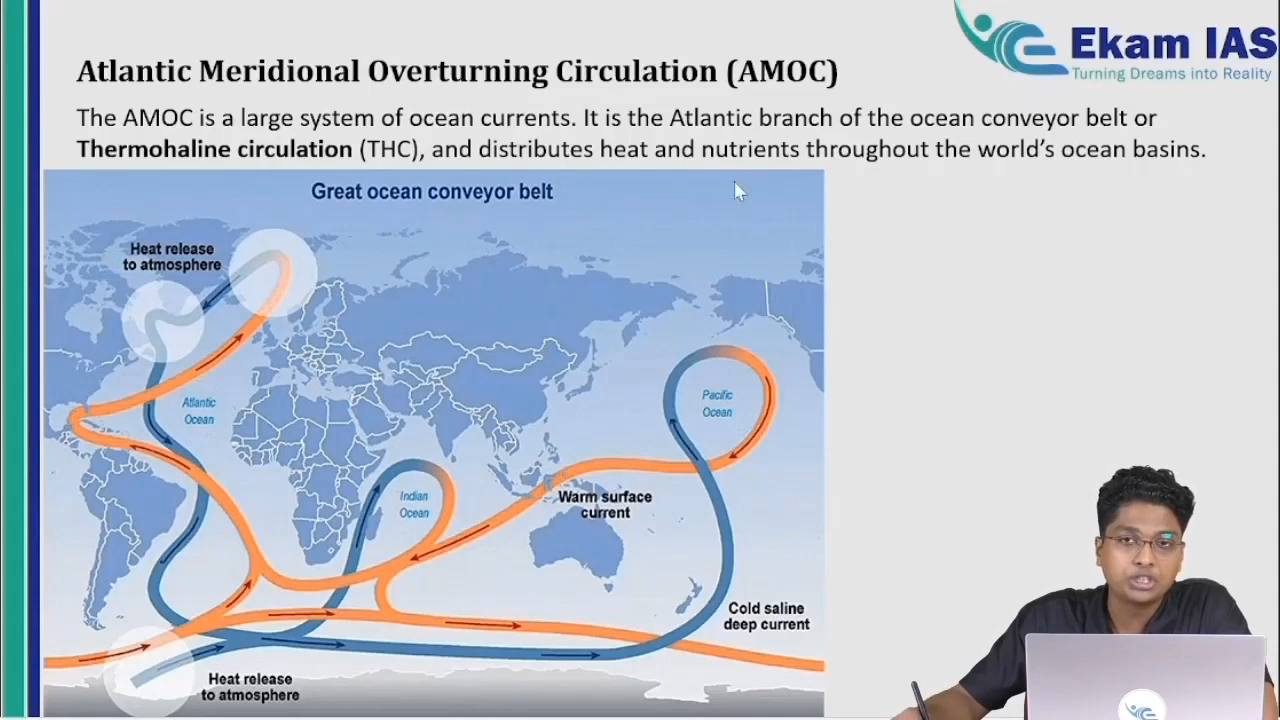 Ekam IAS
Turning Dreams into Reality
Atlantic Meridional Overturning Circulation (AMOC)
The AMOC is a large system of ocean currents. It is the Atlantic branch of the ocean conveyor belt or
Thermohaline circulation (THC), and distributes heat and nutrients throughout the world's ocean basins.
Great ocean conveyor belt
Heat release
to atmosphere
Atlantic
Ocean
Pacific
Ocean
Indian
Ocean
Warm surface
current
Cold saline
deep current
Heat release
to atmosphere